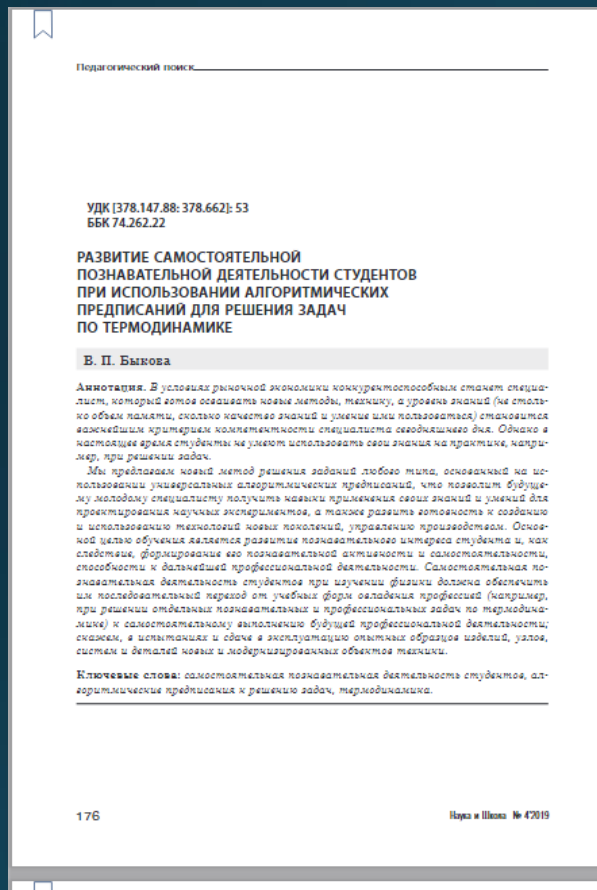 Педагогический поиск
УДК [378.147.88: 378.662]: 53
ББК 74.262.22
РАЗВИТИЕ САМОСТОЯТЕЛЬНОЙ
ПОЗНАВАТЕЛЬНОЙ ДЕЯТЕЛЬНОСТИ СТУДЕНТОВ
ПРИ ИСПОЛЬЗОВАНИИ АЛГОРИТМИЧЕСКИХ
ПРЕДПИСАНИЙ ДЛЯ РЕШЕНИЯ ЗАДАЧ
ПО ТЕРМОДИНАМИКЕ
В. П. Быкова
Аннотация. В условиях рыночной экономики конкурентоспособным станет специа-
лист, который готов осваивать новые методы, технику, а уровень знаний (не столь-
ко объем памяти, сколько качество знаний и умение ими пользоваться) становится
важнейшим критерием компетентности специалиста сегодняшнего дня. Однако в
настоящее время студенты не умеют использовать свои знания на практике, напри-
мер, при решении задач.
Мы предлагаем новый метод решения заданий любого типа, основанный на ис-
пользовании универсальных алгоритмических предписаний, что позволит будуще-
му молодому специалисту получить навыки применения своих знаний и умений для
проектирования научных экспериментов, а также развить готовность к созданию
и использованию технологий новых поколений, управлению производством. Основ-
ной целью обучения является развитие познавательного интереса студента и, как
следствие, формирование его познавательной активности и самостоятельности,
способности к дальнейшей профессиональной деятельности. Самостоятельная по-
знавательная деятельность студентов при изучении физики должна обеспечить
им последовательный переход от учебных форм овладения профессией (например,
при решении отдельных познавательных и профессиональных задач по термодина-
мике) к самостоятельному выполнению будущей профессиональной деятельности;
скажем, в испытаниях и сдаче в эксплуатацию опытных образцов изделий, узлов,
систем и деталей новых и модернизированных объектов техники.
Ключевые слова: самостоятельная познавательная деятельность студентов, ал-
горитмические предписания к решению задач, термодинамика.
176
Наука и Школа № 4'2019